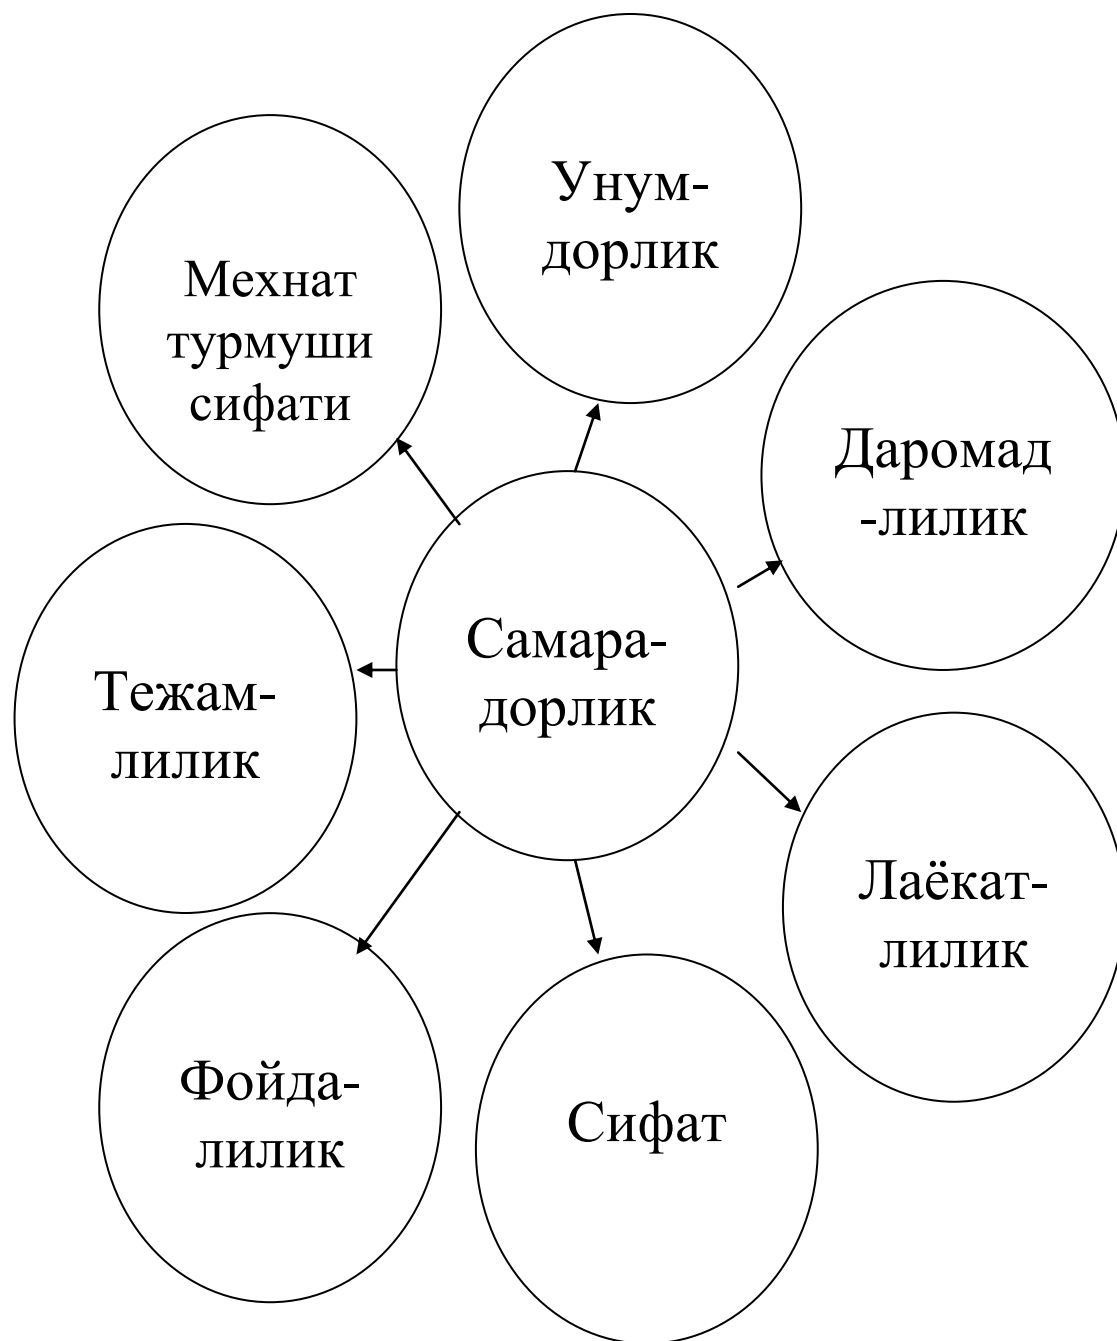 Унум-
дорлик
Мехнат
турмуши
сифати
Даромад
-лилик
Самара-
дорлик
Тежам-
лилик
Лаёкат-
лилик
Фойда-
лилик
Сифат